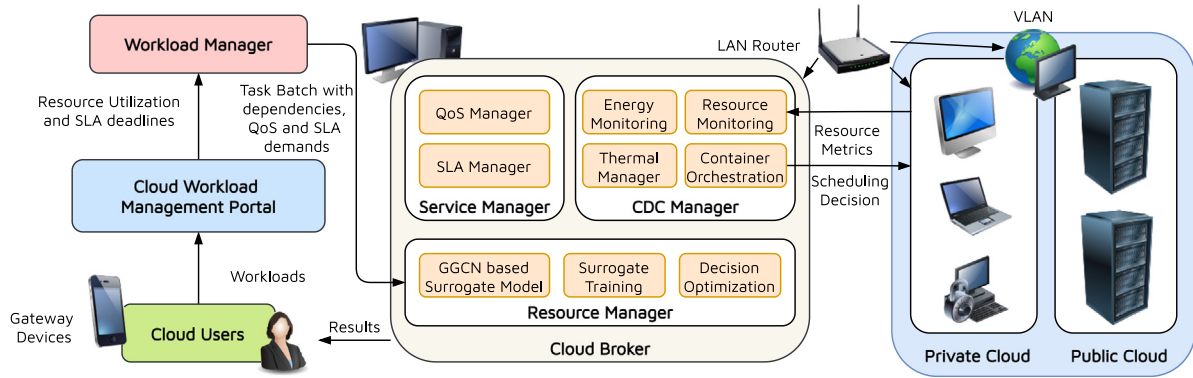 Workload Manager
Resource Utilization
and SLA deadlines
Task Batch with
dependencies,
QoS and SLA
demands
Cloud Workload
Management Portal
Workloads
Gateway
Devices
Cloud Users
Results
QoS Manager
SLA Manager
Service Manager
Energy
Monitoring
Resource
Monitoring
Thermal
Manager
Container
Orchestration
CDC Manager
GGCN based
Surrogate Model
Surrogate
Training
Decision
Optimization
Resource Manager
Cloud Broker
LAN Router
VLAN
Resource
Metrics
Scheduling
Decision
Private Cloud
Public Cloud